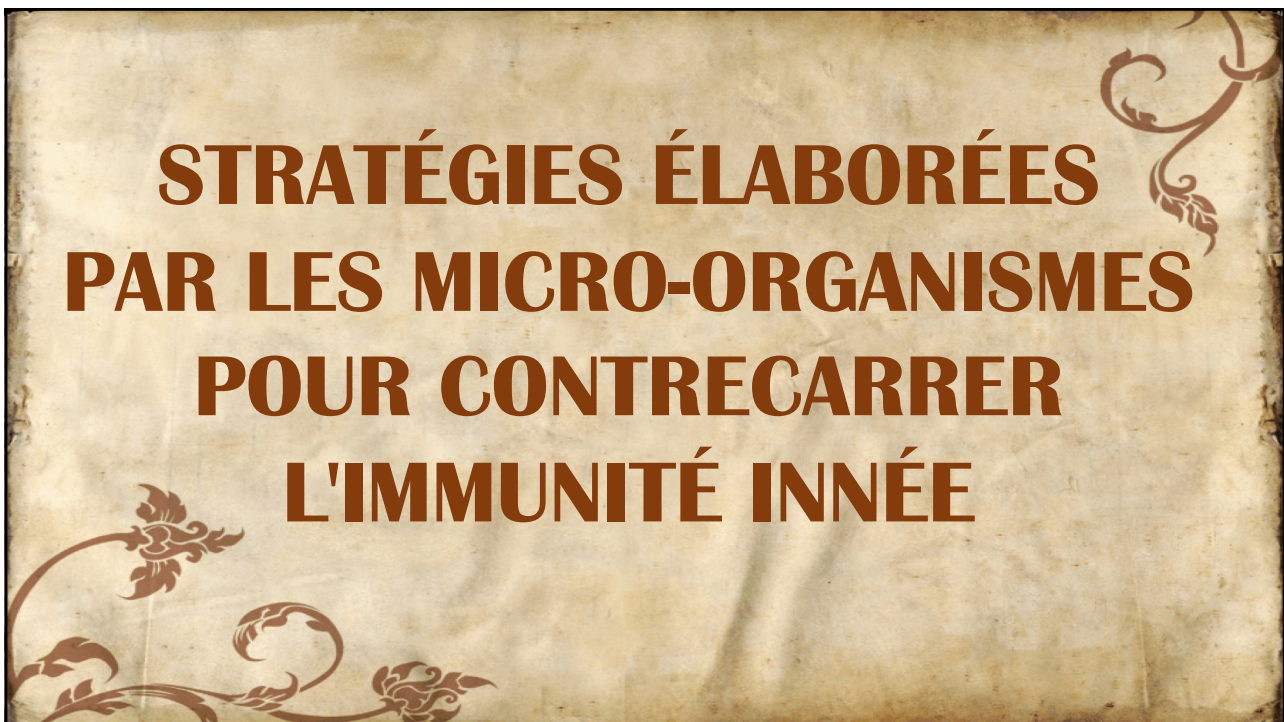 STRATÉGIES ÉLABORÉES
PAR LES MICRO-ORGANISMES
POUR CONTRECARRER
L'IMMUNITÉ INNÉE